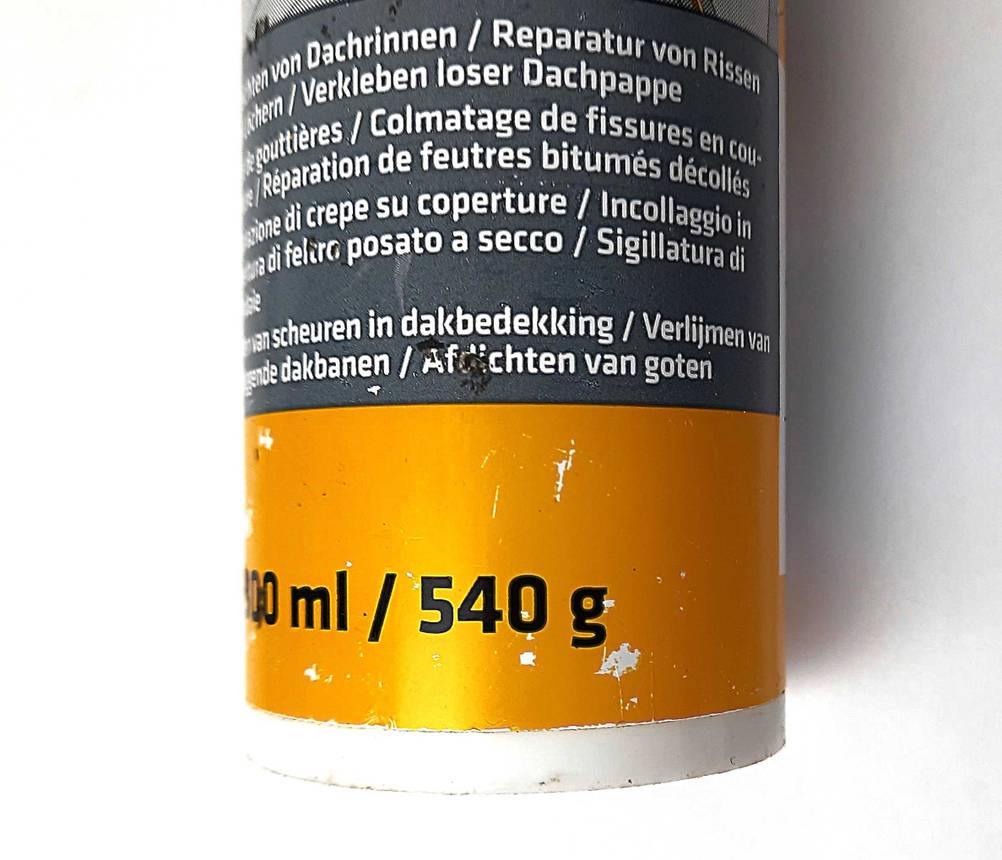 von Dachrinnen / Reparatur von Rissen
/ Verkleben loser Dachpappe
gouttières / Colmatage de fissures en cou-
/ Réparation de feutres bitumés décollés
di crepe su coperture / Incollaggio in
di feltro posato a secco / Sigillatura di
van scheuren in dakbedekking / Verlijmen van
dakbanen / Afdichten van goten
ml / 540 g